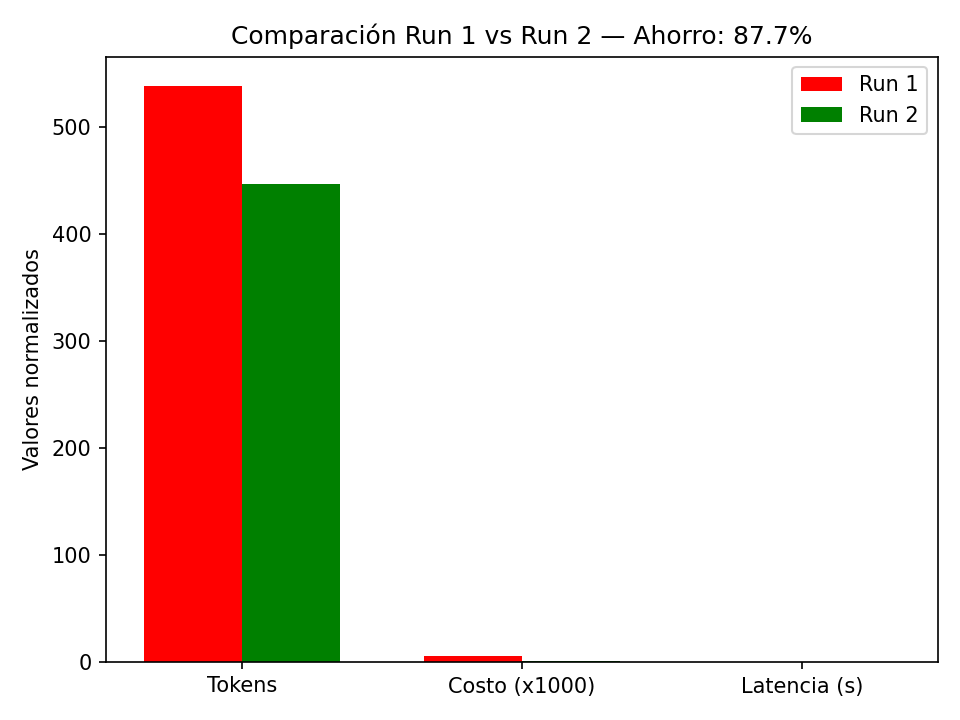 Comparación Run 1 vs Run 2 — Ahorro: 87.7%
Run 1
Run 2
Valores normalizados
500
400
300
200
100
0
Tokens
Costo (x1000)
Latencia (s)